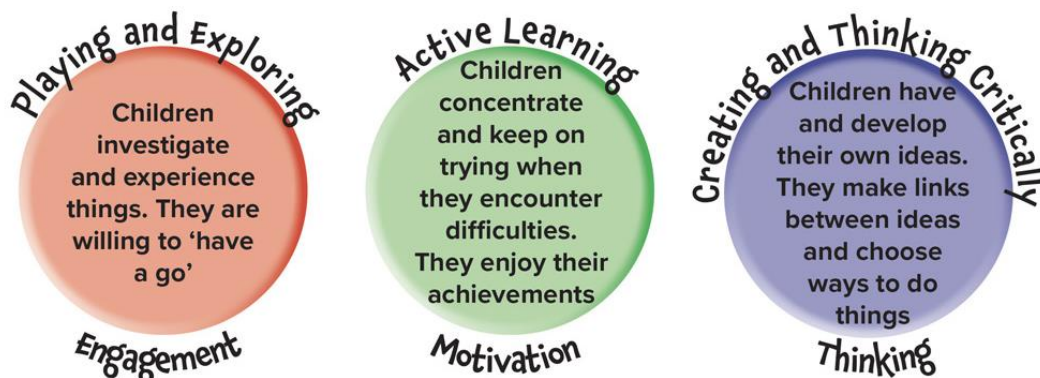 Playing and Exploring
Children
investigate
and experience
things. They are
willing to ‘have
a go’
Engagement
Active Learning
Children
concentrate
and keep on
trying when
they encounter
difficulties.
They enjoy their
achievements
Motivation
Creating and Thinking Critically
Children have
and develop
their own ideas.
They make links
between ideas
and choose
ways to do
things
Thinking